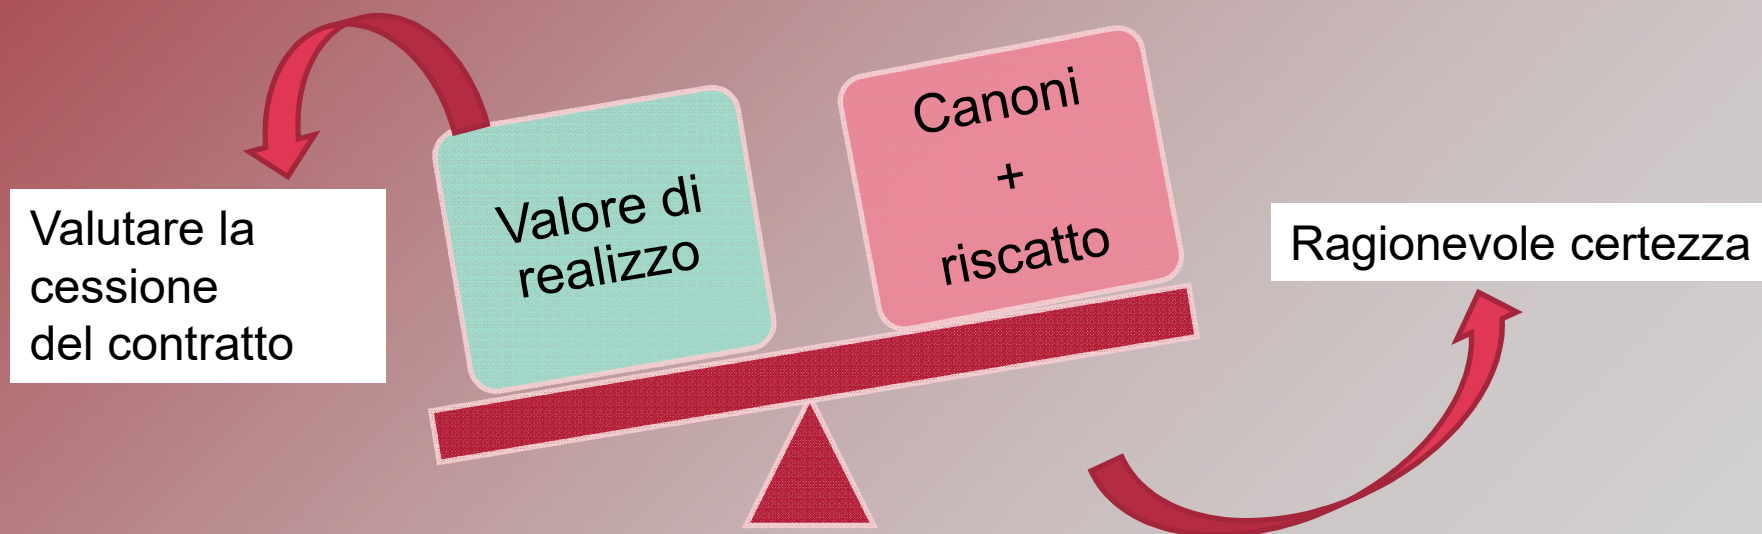 Valutare la
cessione
del contratto
Valore di
realizzo
Canoni
+
riscatto
Ragionevole certezza